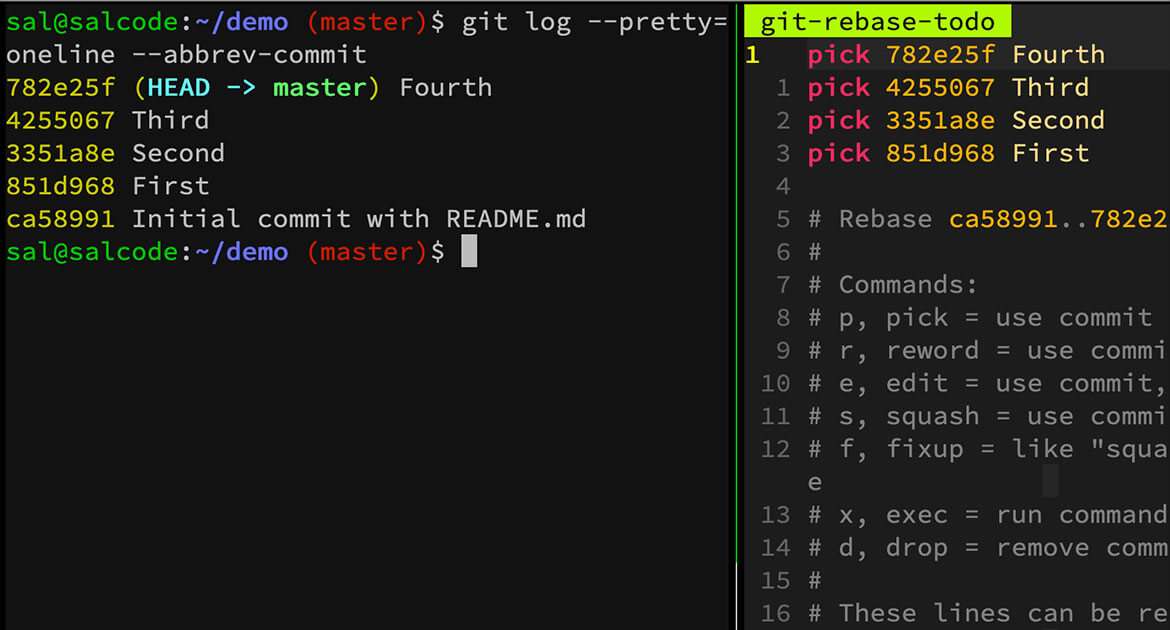 sal@salcode:~/demo (master)$ git log --pretty=
oneline --abbrev-commit
782e25f (HEAD -> master) Fourth
4255067 Third
3351a8e Second
851d968 First
ca58991 Initial commit with README.md
sal@salcode:~/demo (master)$
git-rebase-todo
1 pick 782e25f Fourth
1 pick 4255067 Third
2 pick 3351a8e Second
3 pick 851d968 First
4
5 # Rebase ca58991..782e2
6 #
7 # Commands:
8 # p, pick = use commit
9 # r, reword = use commi
10 # e, edit = use commit,
11 # s, squash = use commi
12 # f, fixup = like "squa
e
13 # x, exec = run command
14 # d, drop = remove comm
15 #
16 # These lines can be re